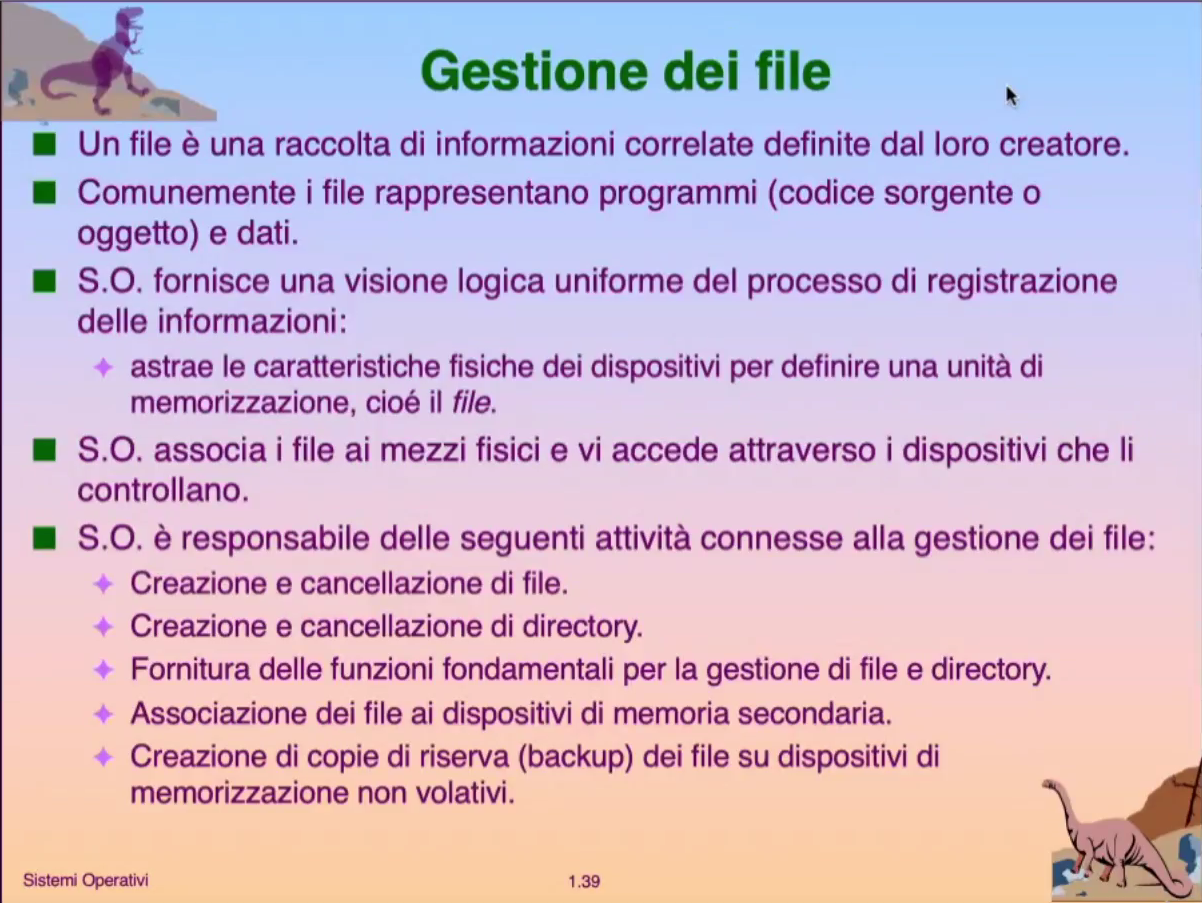 Gestione dei file
Un file è una raccolta di informazioni correlate definite dal loro creatore.
Comunemente i file rappresentano programmi (codice sorgente o
oggetto) e dati.
S.O. fornisce una visione logica uniforme del processo di registrazione
delle informazioni:
astrae le caratteristiche fisiche dei dispositivi per definire una unità di
memorizzazione, cioé il file.
S.O. associa i file ai mezzi fisici e vi accede attraverso i dispositivi che li
controllano.
S.O. è responsabile delle seguenti attività connesse alla gestione dei file:
Creazione e cancellazione di file.
Creazione e cancellazione di directory.
Fornitura delle funzioni fondamentali per la gestione di file e directory.
Associazione dei file ai dispositivi di memoria secondaria.
Creazione di copie di riserva (backup) dei file su dispositivi di
memorizzazione non volativi.
Sistemi Operativi
1.39